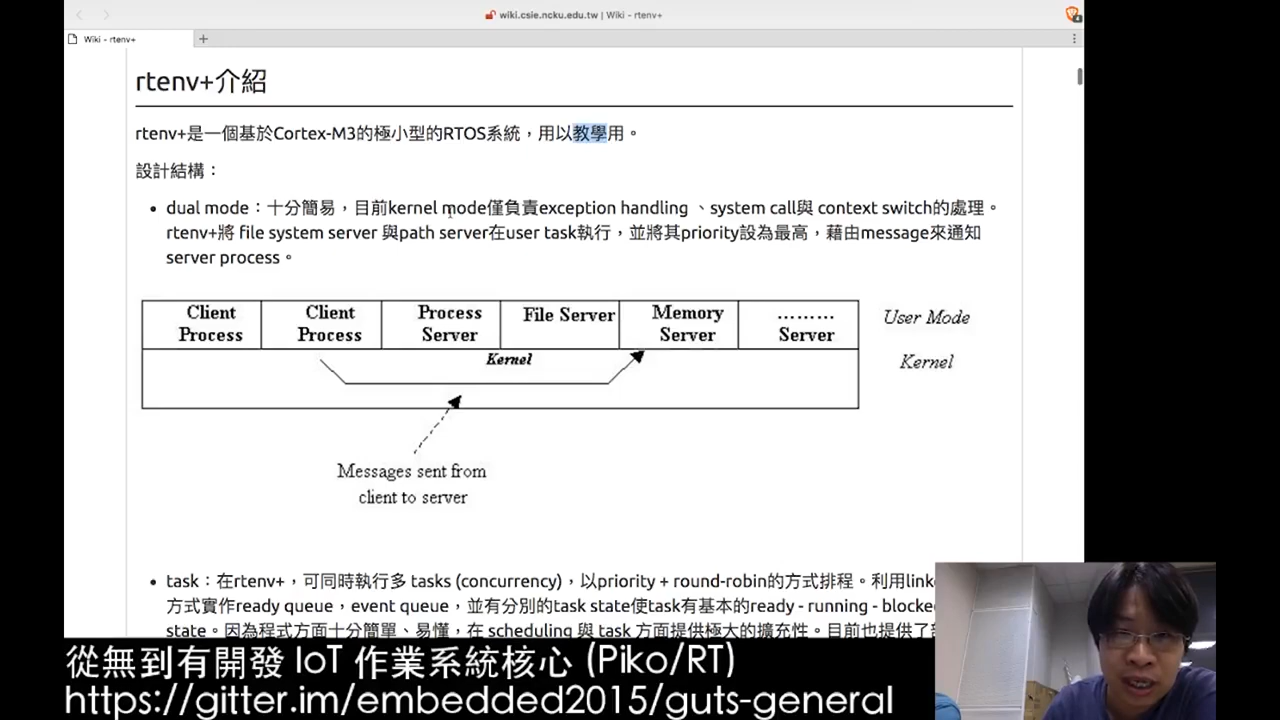 wiki.csie.ncku.edu.tw | Wiki - rtenv+
4
Wiki - rtenv+
rtenv+介紹
rtenv+是一個基於Cortex-M3的極小型的RTOS系統，用以教學用。
設計結構：
dual mode：十分簡易，目前kernel mode僅負責exception handling 、system call與 context switch的處理。
rtenv+將 file system server 與path server在user task執行，並將其priority設為最高，藉由message來通知
server process。
Client Process
Client Process
Process Server
File Server
Memory Server
......... Server
User Mode
Kernel
Kernel
Messages sent from
client to server
task：在rtenv+，可同時執行多 tasks (concurrency)，以priority + round-robin的方式排程。利用
方式實作ready queue，event queue，並有分別的task state使task有基本的ready - running - blocked
state。因為程式方面十分簡單、易懂，在 scheduling 與 task 方面提供極大的擴充性。目前也提供了
從無到有開發 IoT 作業系統核心 (Piko/RT)
https://gitter.im/embedded2015/guts-general